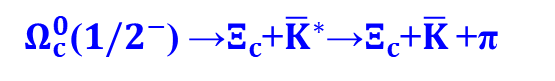 Ω_c^0(1/2⁻) → Ξ_c+K̅* → Ξ_c+K̅+π